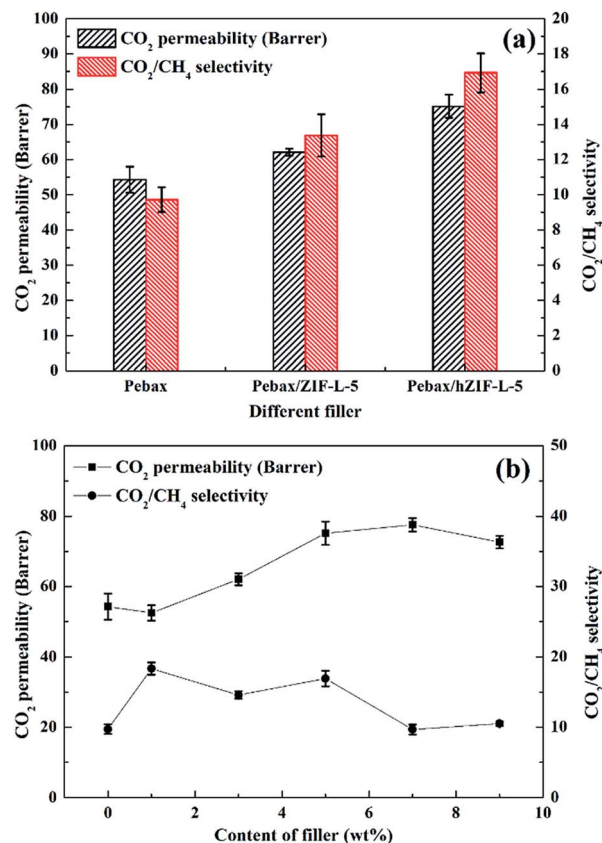 (a)
CO₂ permeability (Barrer)
CO₂/CH₄ selectivity
100
90
80
70
60
50
40
30
20
10
0
CO₂ permeability (Barrer)
20
18
16
14
12
10
8
6
4
2
0
CO₂/CH₄ selectivity
Pebax Pebax/ZIF-L-5 Pebax/hZIF-L-5
Different filler
(b)
CO₂ permeability (Barrer)
CO₂/CH₄ selectivity
100
80
60
40
20
0
CO₂ permeability (Barrer)
50
40
30
20
10
0
CO₂/CH₄ selectivity
0 2 4 6 8 10
Content of filler (wt%)